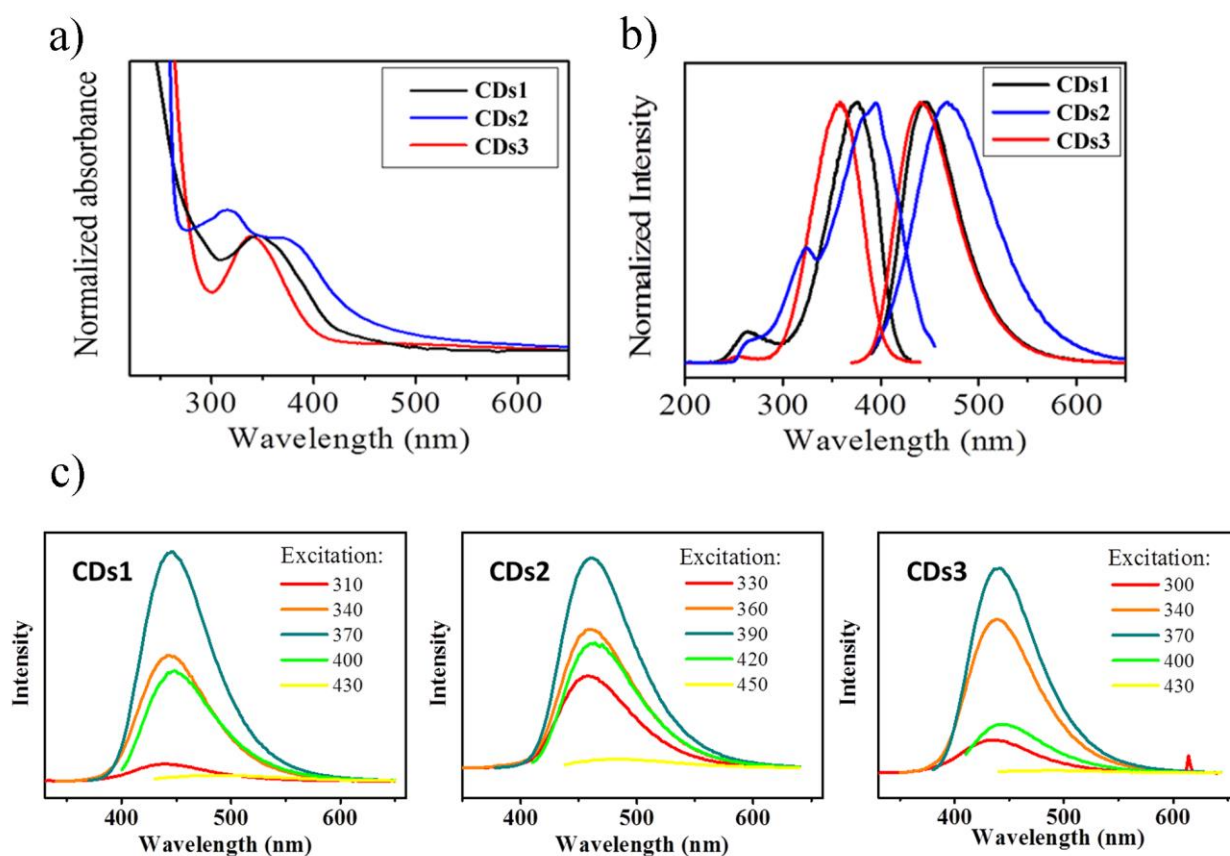 a)
Normalized absorbance
CDs1
CDs2
CDs3
300 400 500 600
Wavelength (nm)
b)
Normalized Intensity
CDs1
CDs2
CDs3
200 300 400 500 600
Wavelength (nm)
c)
CDs1
Excitation:
310
340
370
400
430
Intensity
400 500 600
Wavelength (nm)
CDs2
Excitation:
330
360
390
420
450
Intensity
400 500 600
Wavelength (nm)
CDs3
Excitation:
300
340
370
400
430
Intensity
400 500 600
Wavelength (nm)